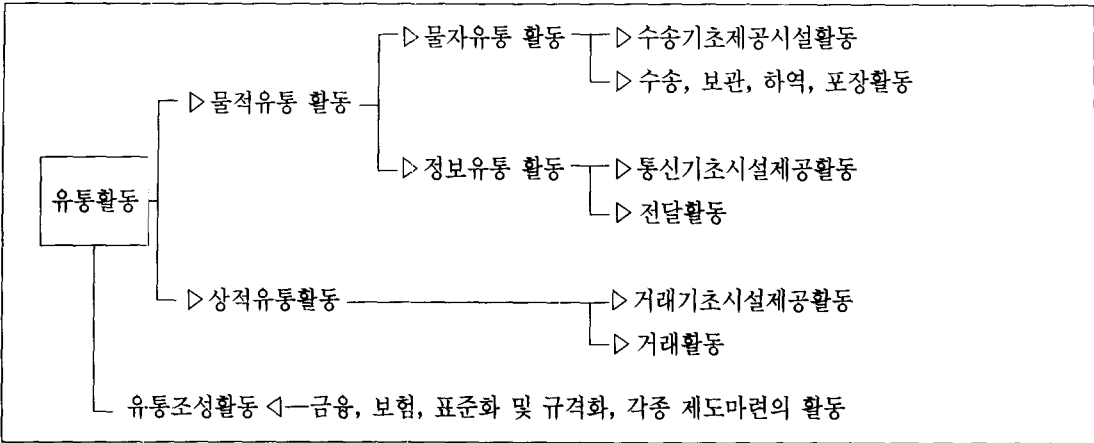 ▷물자유통 활동 ▷수송기초제공시설활동
▷수송, 보관, 하역, 포장활동
▷물적유통 활동
▷정보유통 활동 ▷통신기초시설제공활동
유통활동
▷전달활동
▷상적유통활동 ▷거래기초시설제공활동
▷거래활동
유통조성활동 ◁—금융, 보험, 표준화 및 규격화, 각종 제도마련의 활동